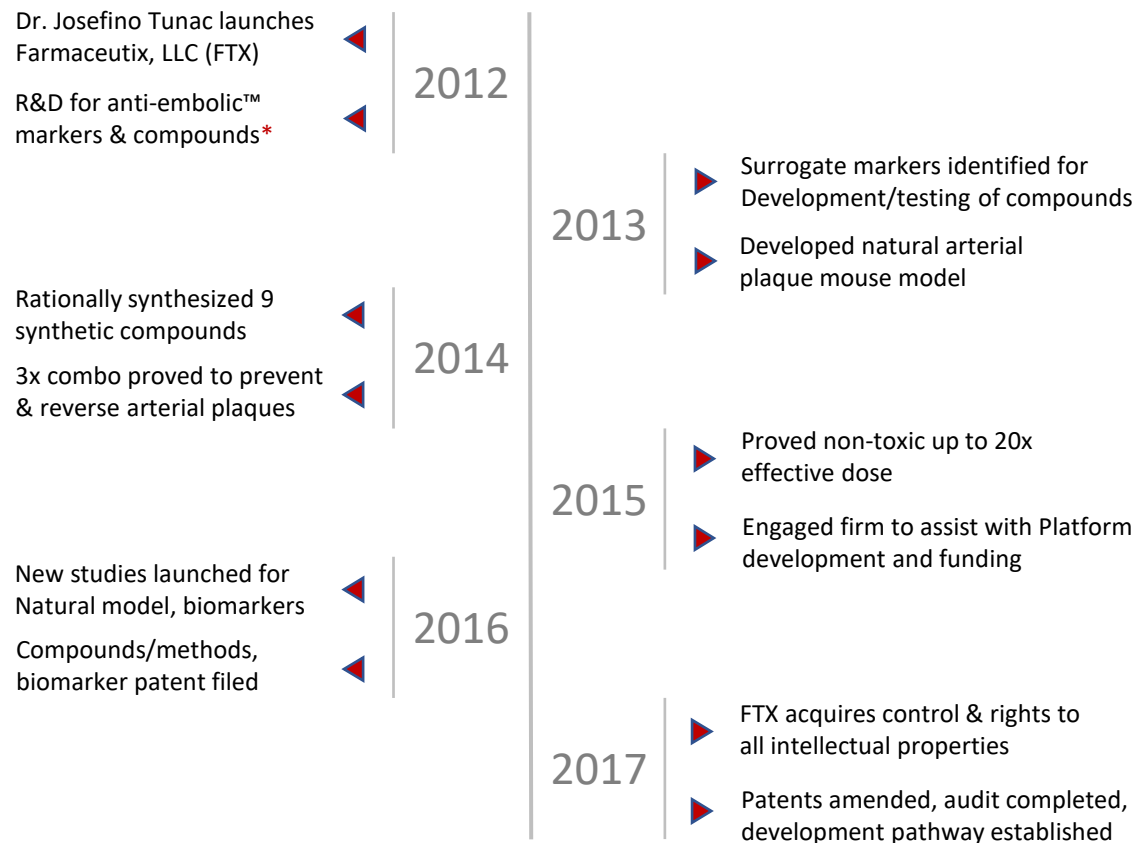 Dr. Josefino Tunac launches
Farmaceutix, LLC (FTX)
R&D for anti-embolic™
markers & compounds*
2012
Surrogate markers identified for
Development/testing of compounds
Developed natural arterial
plaque mouse model
2013
Rationally synthesized 9
synthetic compounds
3x combo proved to prevent
& reverse arterial plaques
2014
Proved non-toxic up to 20x
effective dose
Engaged firm to assist with Platform
development and funding
2015
New studies launched for
Natural model, biomarkers
Compounds/methods,
biomarker patent filed
2016
FTX acquires control & rights to
all intellectual properties
Patents amended, audit completed,
development pathway established
2017